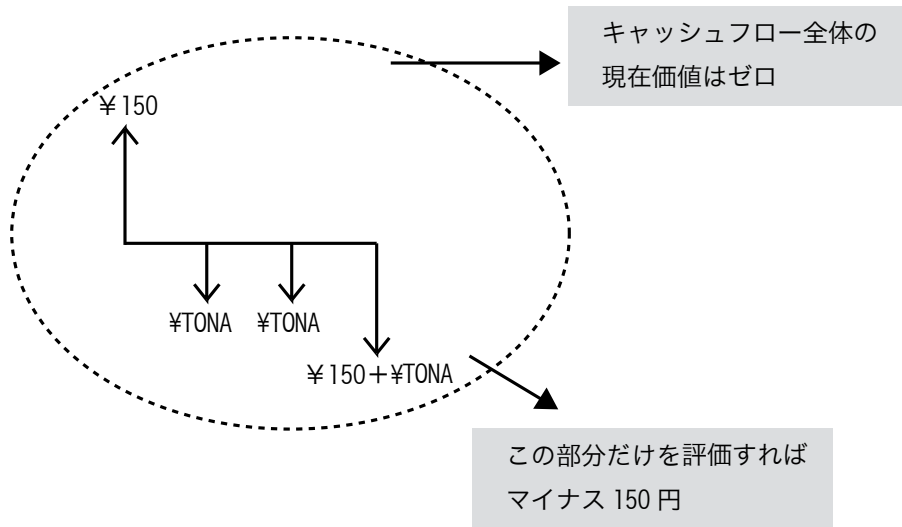 キャッシュフロー全体の
現在価値はゼロ
¥150
¥TONA
¥TONA
¥150+¥TONA
この部分だけを評価すれば
マイナス 150 円